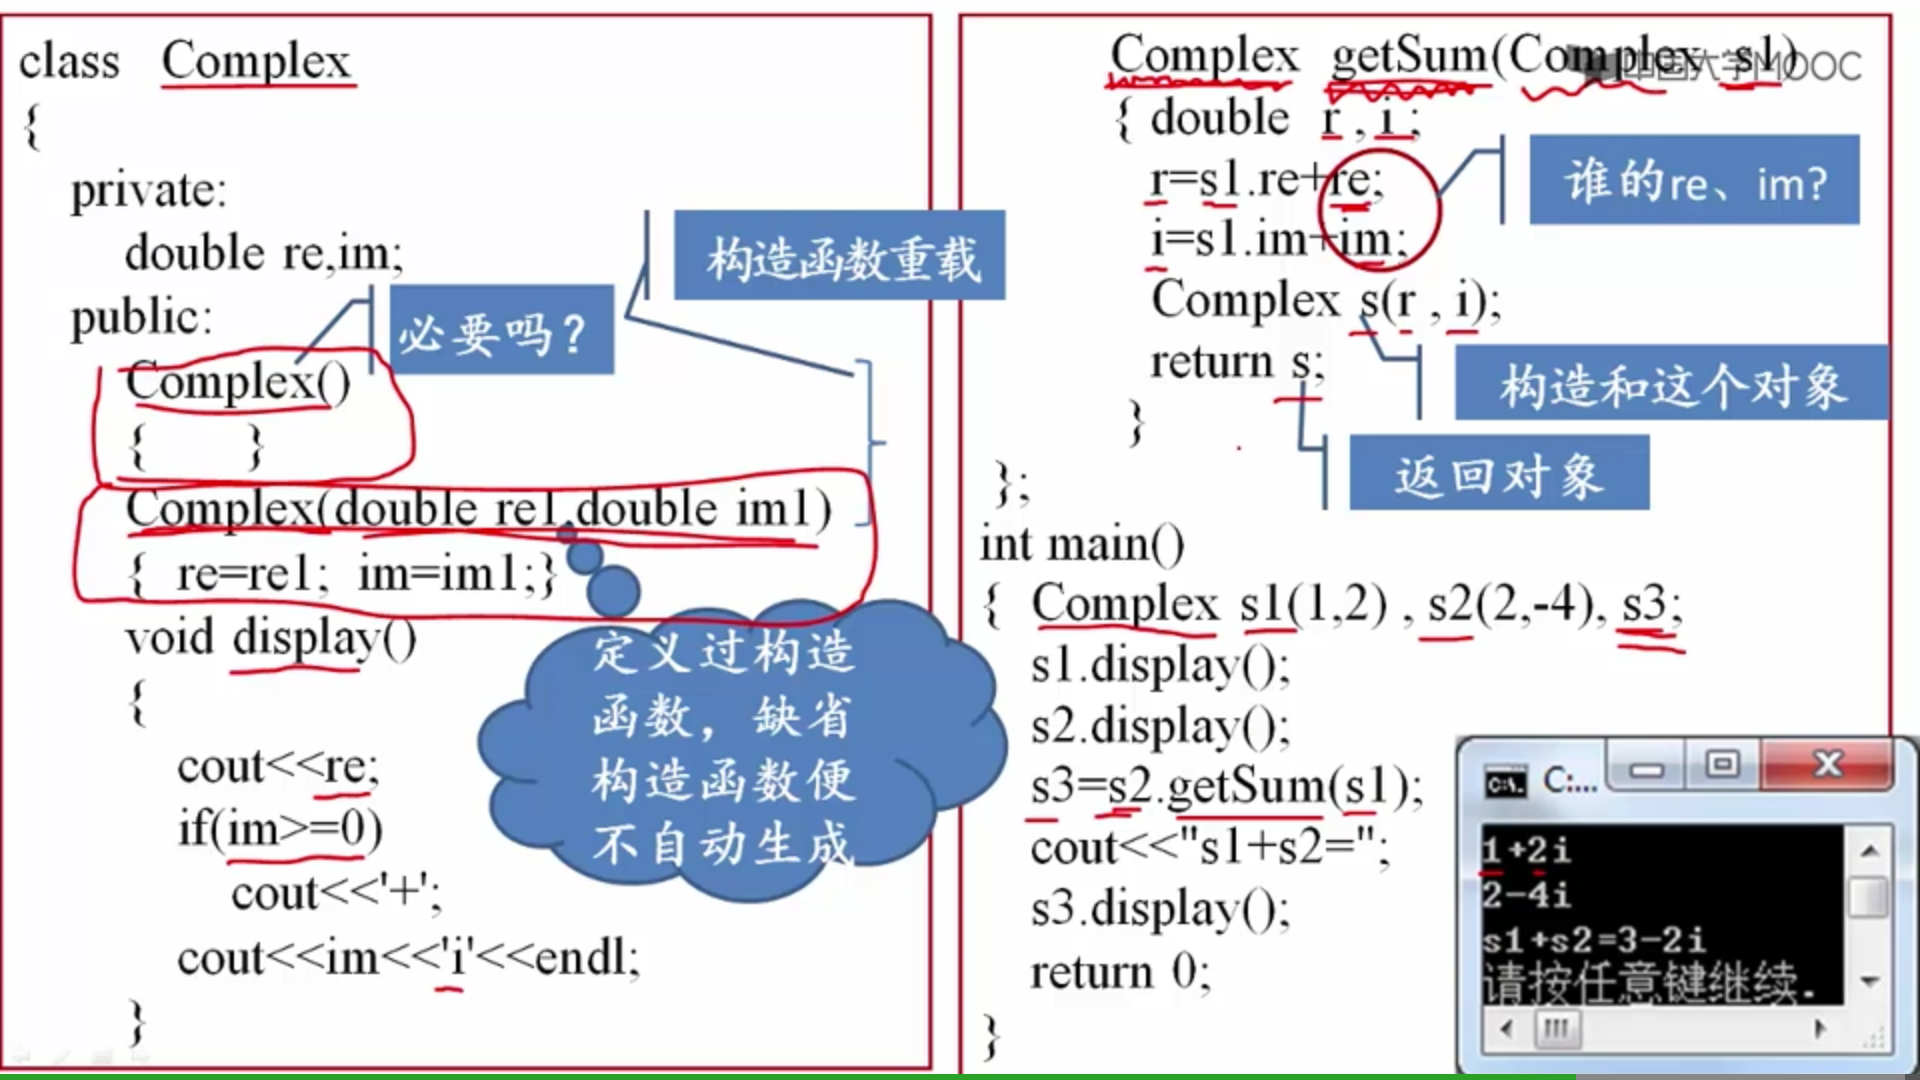 class Complex
{
private:
double re,im;
public:
Complex()
{ }
Complex(double re1,double im1)
{ re=re1; im=im1;}
void display()
{
cout<<re;
if(im>=0)
cout<<'+';
cout<<im<<'i'<<endl;
}
必要吗？
构造函数重载
定义过构造
函数，缺省
构造函数便
不自动生成
Complex getSum(Complex s1)
中国大学MOOC
{ double r , i ;
r=s1.re+re;
i=s1.im+im;
Complex s(r , i);
return s;
}
};
谁的re、im?
构造和这个对象
返回对象
int main()
{ Complex s1(1,2) , s2(2,-4), s3;
s1.display();
s2.display();
s3=s2.getSum(s1);
cout<<"s1+s2=";
s3.display();
return 0;
}
C:\. C:...
1+2i
2-4i
s1+s2=3-2i
请按任意键继续.